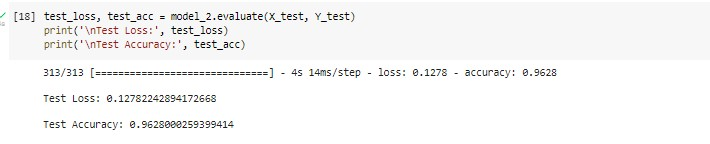 [18] test_loss, test_acc = model_2.evaluate(X_test, Y_test)
print('\nTest Loss:', test_loss)
print('\nTest Accuracy:', test_acc)
313/313 [==============================] - 4s 14ms/step - loss: 0.1278 - accuracy: 0.9628
Test Loss: 0.12782242894172668
Test Accuracy: 0.9628000259399414